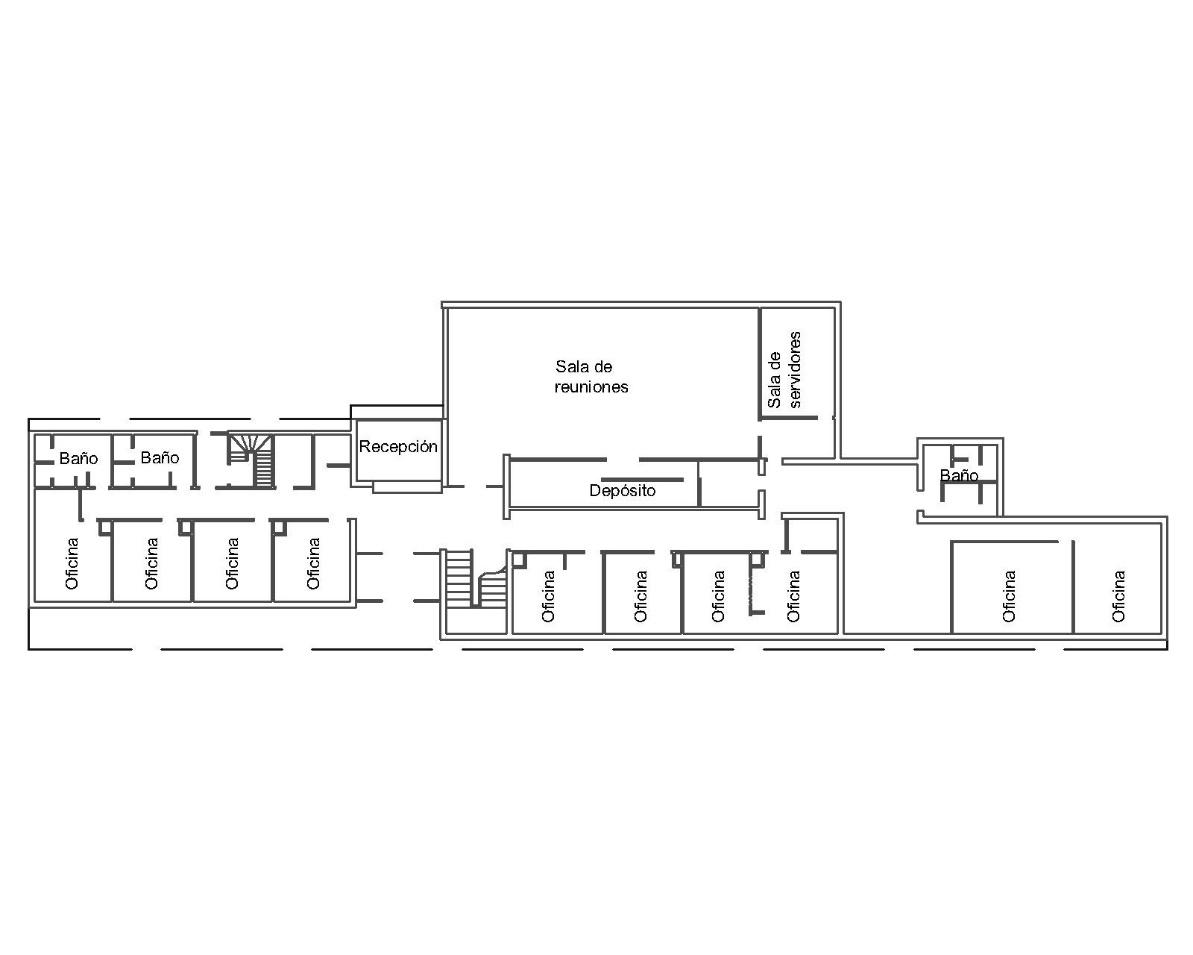 Sala de
reuniones
Sala de
servidores
Recepción
Baño
Baño
Baño
Depósito
Oficina
Oficina
Oficina
Oficina
Oficina
Oficina
Oficina
Oficina
Oficina
Oficina